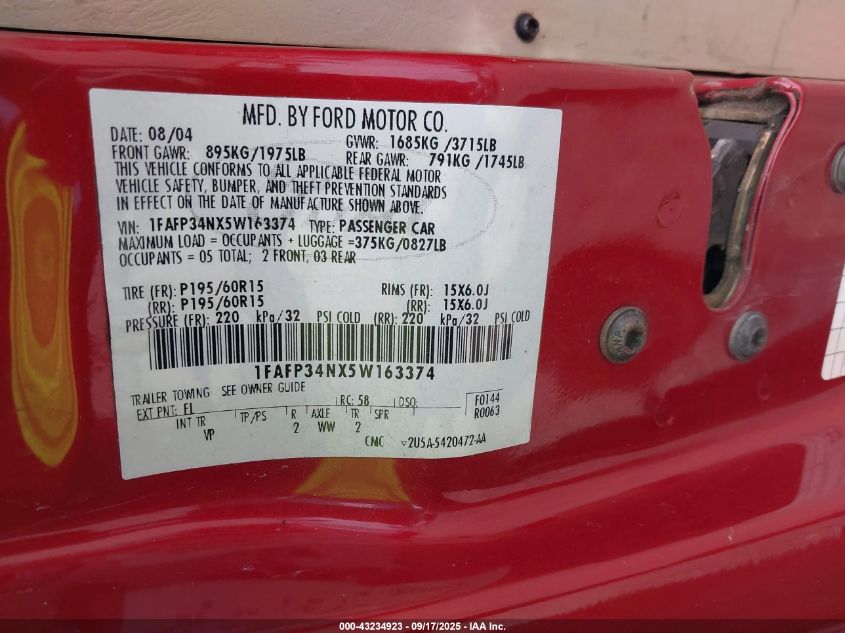 MFD. BY FORD MOTOR CO.
DATE: 08/04 GVWR: 1685KG /3715LB
FRONT GAWR: 895KG/1975LB REAR GAWR: 791KG /1745LB
THIS VEHICLE CONFORMS TO ALL APPLICABLE FEDERAL MOTOR
VEHICLE SAFETY, BUMPER, AND THEFT PREVENTION STANDARDS
IN EFFECT ON THE DATE OF MANUFACTURE SHOWN ABOVE.
VIN: 1FAFP34NX5W163374 TYPE: PASSENGER CAR
MAXIMUM LOAD = OCCUPANTS + LUGGAGE =375KG/0827LB
OCCUPANTS = 05 TOTAL; 2 FRONT, 03 REAR
TIRE (FR): P195/60R15 RIMS (FR): 15X6.0J
(RR): P195/60R15 (RR): 15X6.0J
PRESSURE (FR): 220 kPa/32 PSI COLD (RR): 220 kPa/32 PSI COLD
1FAFP34NX5W163374
TRAILER TOWING SEE OWNER GUIDE
EXT PNT: FL RC: 58 DSO: F0144
R0063
INT TR TP/PS R AXLE TR SPR
VP 2 WW 2
CMC ▽2U5A-5420472-AA
000-43234923 - 09/17/2025 - IAA Inc.